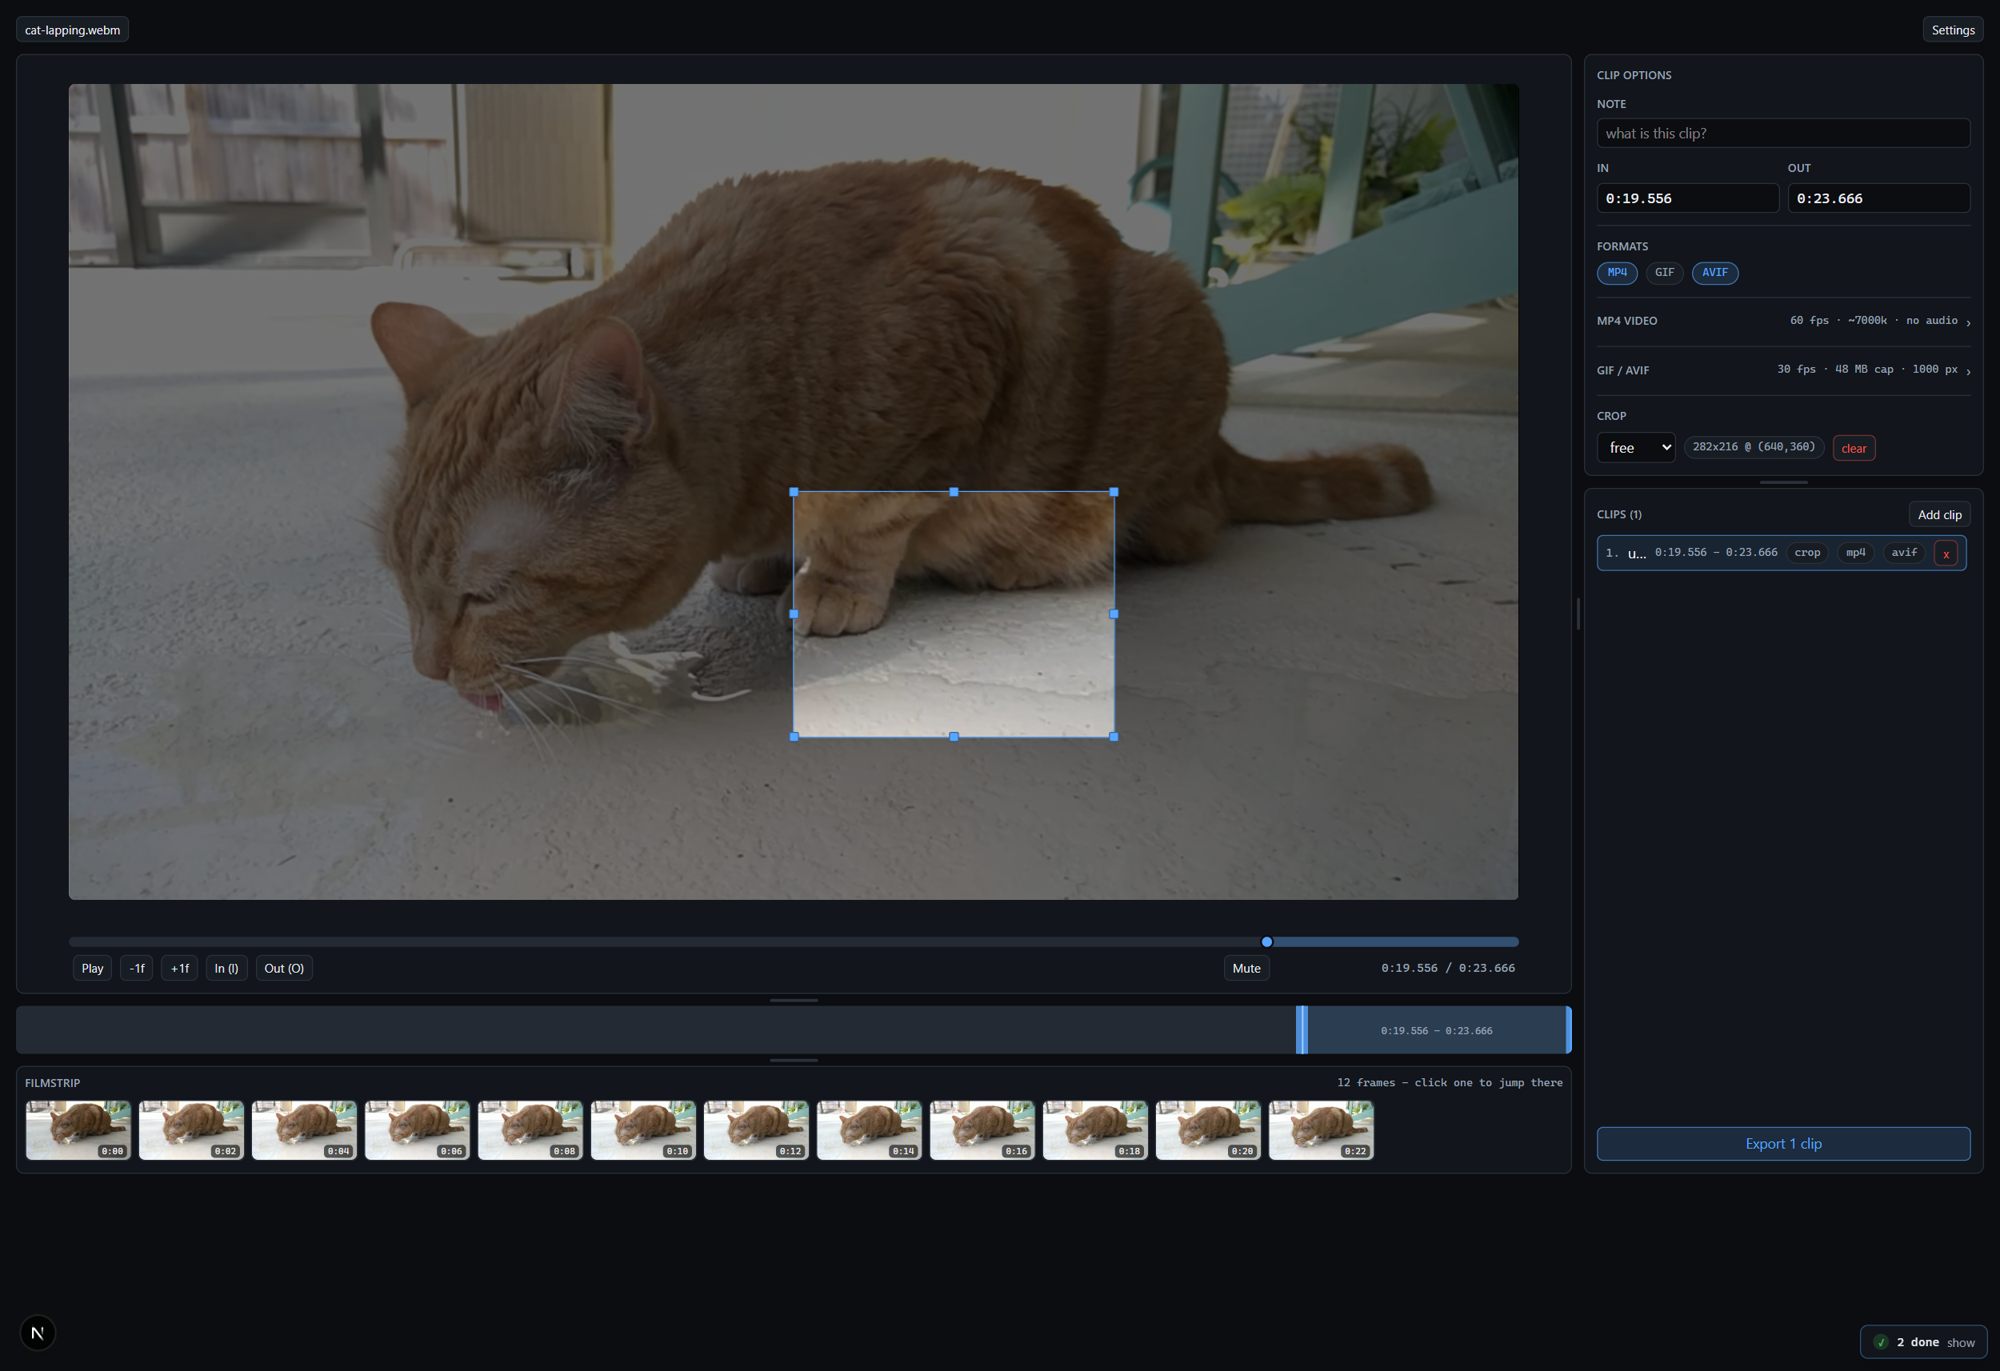 cat-lapping.webm
Settings
CLIP OPTIONS
NOTE
what is this clip?
IN
OUT
0:19.556
0:23.666
FORMATS
MP4
GIF
AVIF
MP4 VIDEO
60 fps · ~7000k · no audio ›
GIF / AVIF
30 fps · 48 MB cap · 1000 px ›
CROP
free
282x216 @ (640,360)
clear
CLIPS (1)
Add clip
1. u... 0:19.556 – 0:23.666 crop mp4 avif x
Export 1 clip
Play
-1f
+1f
In (I)
Out (O)
Mute
0:19.556 / 0:23.666
0:19.556 – 0:23.666
FILMSTRIP
12 frames – click one to jump there
0:00
0:02
0:04
0:06
0:08
0:10
0:12
0:14
0:16
0:18
0:20
0:22
N
✓ 2 done show